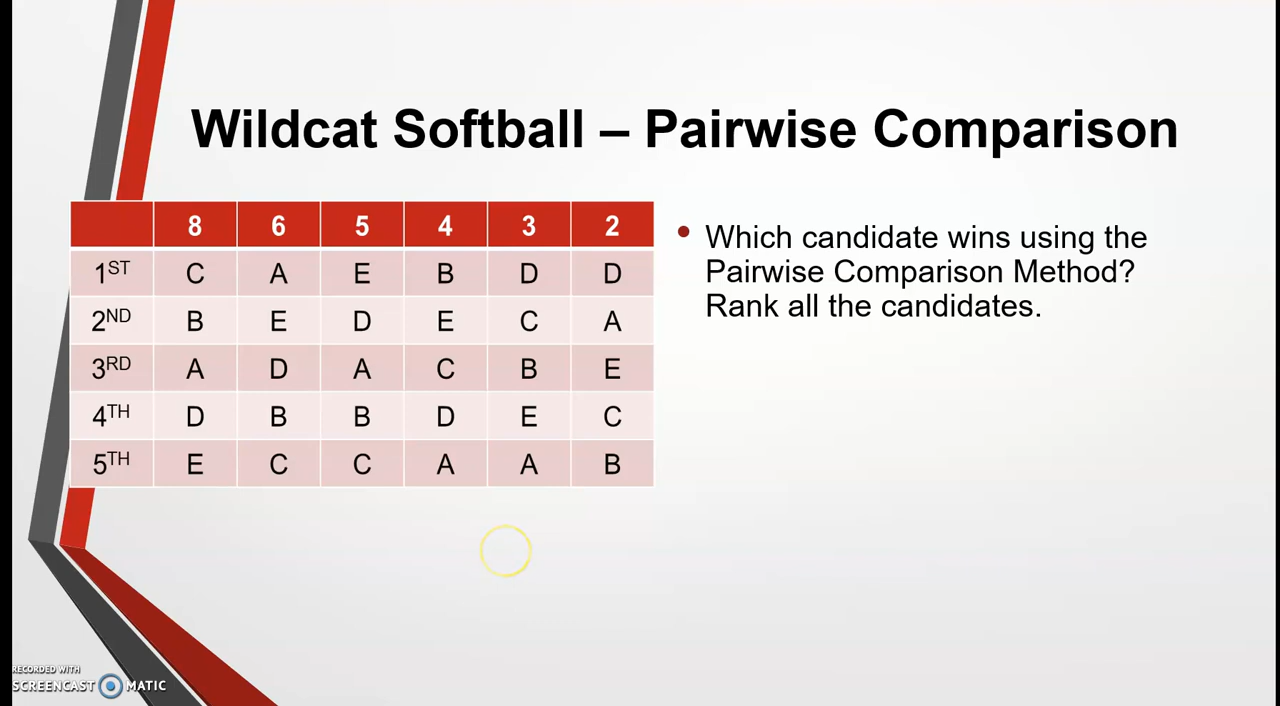 Wildcat Softball – Pairwise Comparison
8 6 5 4 3 2
1ST C A E B D D
2ND B E D E C A
3RD A D A C B E
4TH D B B D E C
5TH E C C A A B
• Which candidate wins using the
Pairwise Comparison Method?
Rank all the candidates.
RECORDED WITH
SCREENCAST MATIC